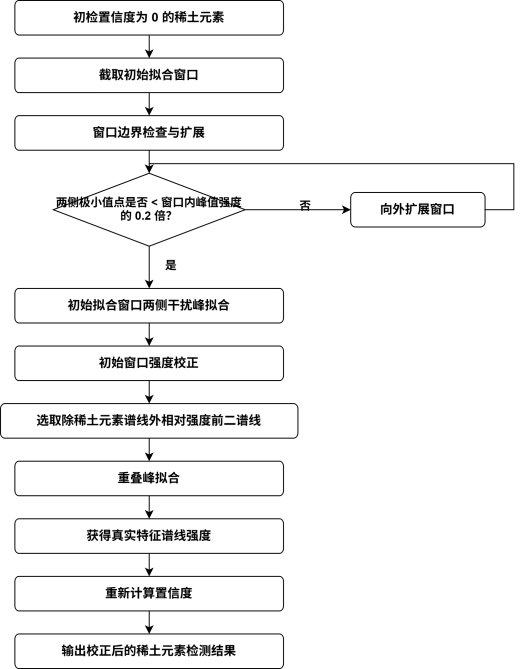 初检置信度为 0 的稀土元素
截取初始拟合窗口
窗口边界检查与扩展
两侧极小值点是否 < 窗口内峰值强度
的 0.2 倍？
否
向外扩展窗口
是
初始拟合窗口两侧干扰峰拟合
初始窗口强度校正
选取除稀土元素谱线外相对强度前二谱线
重叠峰拟合
获得真实特征谱线强度
重新计算置信度
输出校正后的稀土元素检测结果